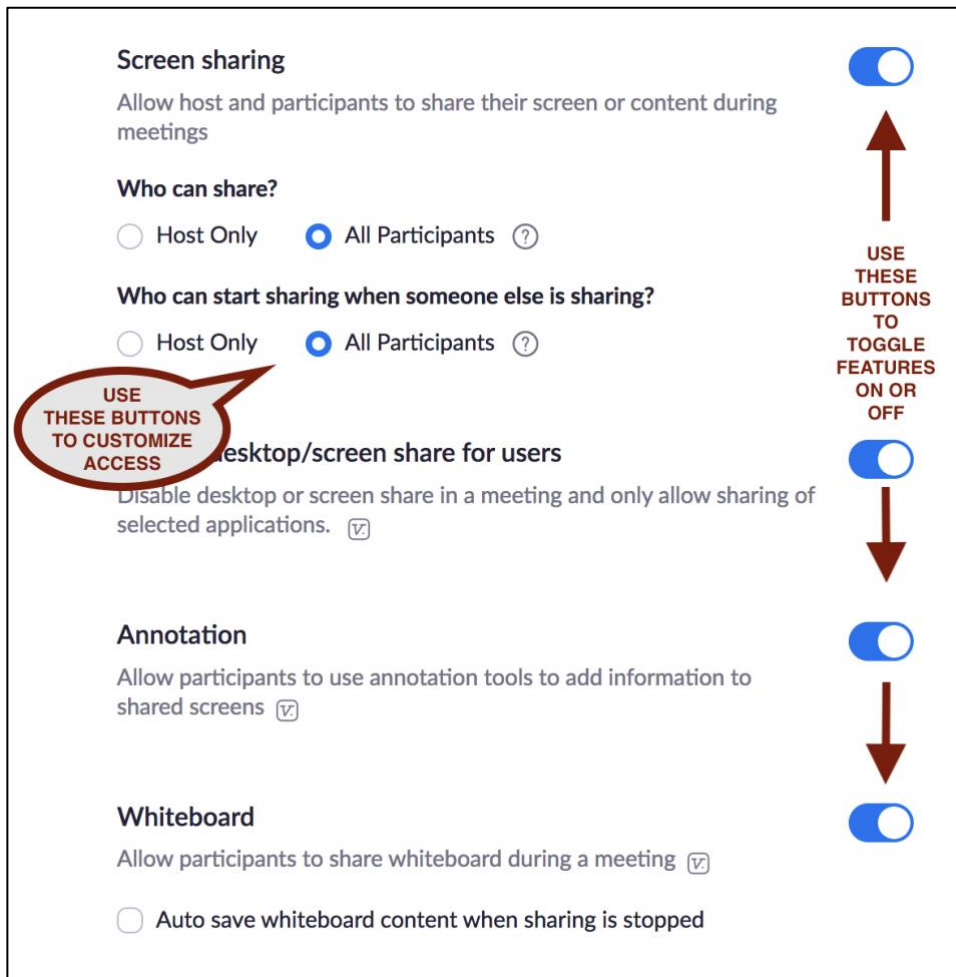 Screen sharing
Allow host and participants to share their screen or content during
meetings
Who can share?
Host Only
All Participants ?
Who can start sharing when someone else is sharing?
Host Only
All Participants ?
USE
THESE BUTTONS
TO CUSTOMIZE
ACCESS
USE
THESE
BUTTONS
TO
TOGGLE
FEATURES
ON OR
OFF
desktop/screen share for users
Disable desktop or screen share in a meeting and only allow sharing of
selected applications. v.
Annotation
Allow participants to use annotation tools to add information to
shared screens v.
Whiteboard
Allow participants to share whiteboard during a meeting v.
Auto save whiteboard content when sharing is stopped